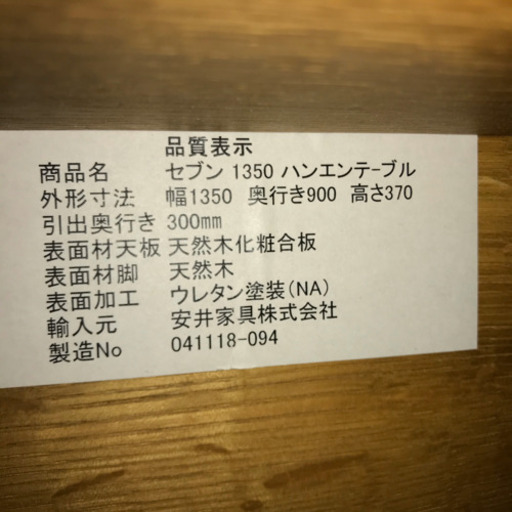 品質表示
商品名 セブン 1350 ハンエンテ-ブル
外形寸法 幅1350 奥行き900 高さ370
引出奥行き 300mm
表面材天板 天然木化粧合板
表面材脚 天然木
表面加工 ウレタン塗装(NA)
輸入元 安井家具株式会社
製造No 041118-094